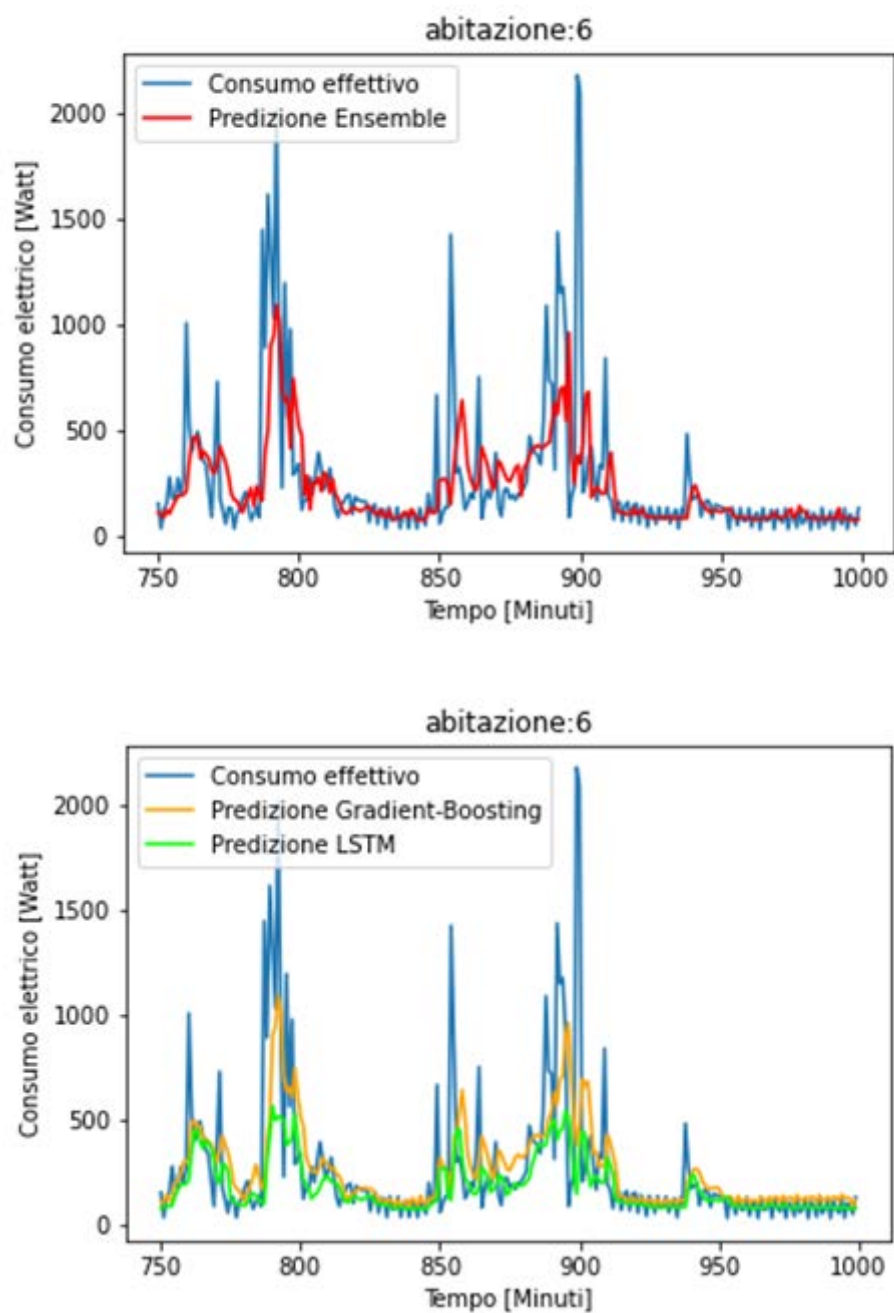 abitazione:6
Consumo effettivo
Predizione Ensemble
Consumo elettrico [Watt]
2000
1500
1000
500
0
750 800 850 900 950 1000
Tempo [Minuti]
abitazione:6
Consumo effettivo
Predizione Gradient-Boosting
Predizione LSTM
Consumo elettrico [Watt]
2000
1500
1000
500
0
750 800 850 900 950 1000
Tempo [Minuti]